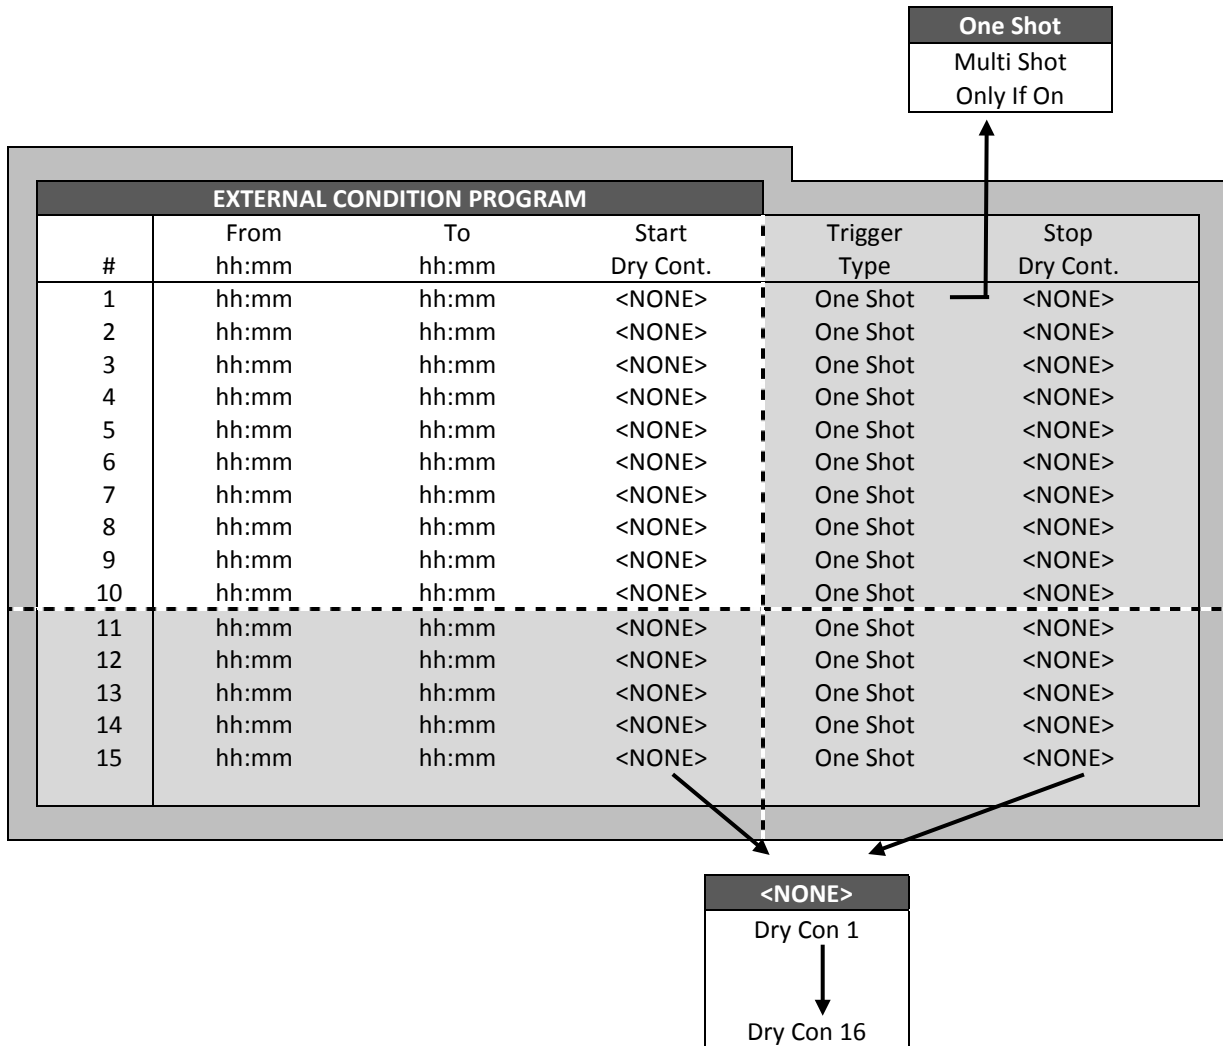 One Shot
Multi Shot
Only If On
EXTERNAL CONDITION PROGRAM
From To Start Trigger Stop
# hh:mm hh:mm Dry Cont. Type Dry Cont.
1 hh:mm hh:mm <NONE> One Shot <NONE>
2 hh:mm hh:mm <NONE> One Shot <NONE>
3 hh:mm hh:mm <NONE> One Shot <NONE>
4 hh:mm hh:mm <NONE> One Shot <NONE>
5 hh:mm hh:mm <NONE> One Shot <NONE>
6 hh:mm hh:mm <NONE> One Shot <NONE>
7 hh:mm hh:mm <NONE> One Shot <NONE>
8 hh:mm hh:mm <NONE> One Shot <NONE>
9 hh:mm hh:mm <NONE> One Shot <NONE>
10 hh:mm hh:mm <NONE> One Shot <NONE>
11 hh:mm hh:mm <NONE> One Shot <NONE>
12 hh:mm hh:mm <NONE> One Shot <NONE>
13 hh:mm hh:mm <NONE> One Shot <NONE>
14 hh:mm hh:mm <NONE> One Shot <NONE>
15 hh:mm hh:mm <NONE> One Shot <NONE>
<NONE>
Dry Con 1
Dry Con 16